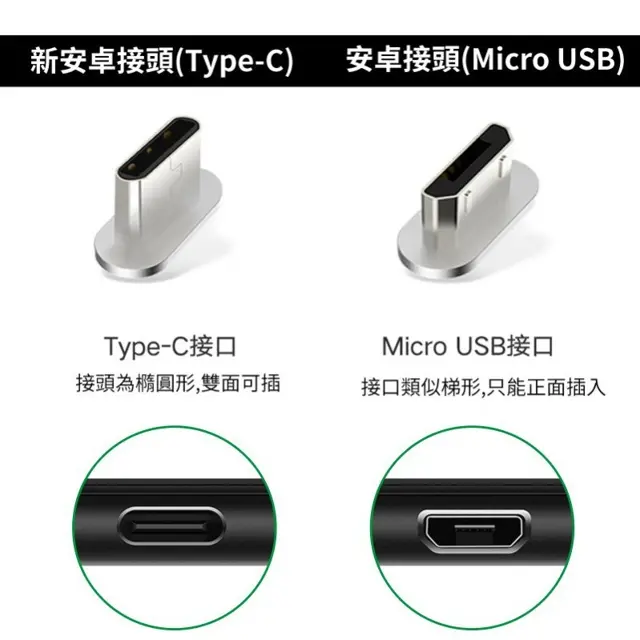 新安卓接頭(Type-C)
安卓接頭(Micro USB)
Type-C接口
接頭為橢圓形,雙面可插
Micro USB接口
接口類似梯形,只能正面插入